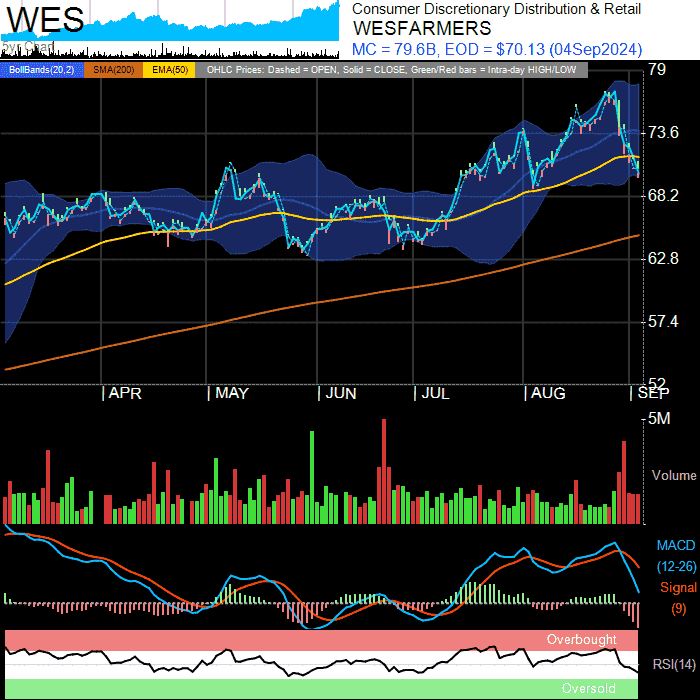 WES
Consumer Discretionary Distribution & Retail
WESFARMERS
MC = 79.6B, EOD = $70.13 (04Sep2024)
BollBands(20,2) SMA(200) EMA(50) OHLC Prices: Dashed = OPEN, Solid = CLOSE, Green/Red bars = Intra-day HIGH/LOW
79
73.6
68.2
62.8
57.4
52
APR MAY JUN JUL AUG SEP
5M
Volume
MACD
(12-26)
Signal
(9)
Overbought
RSI(14)
Oversold